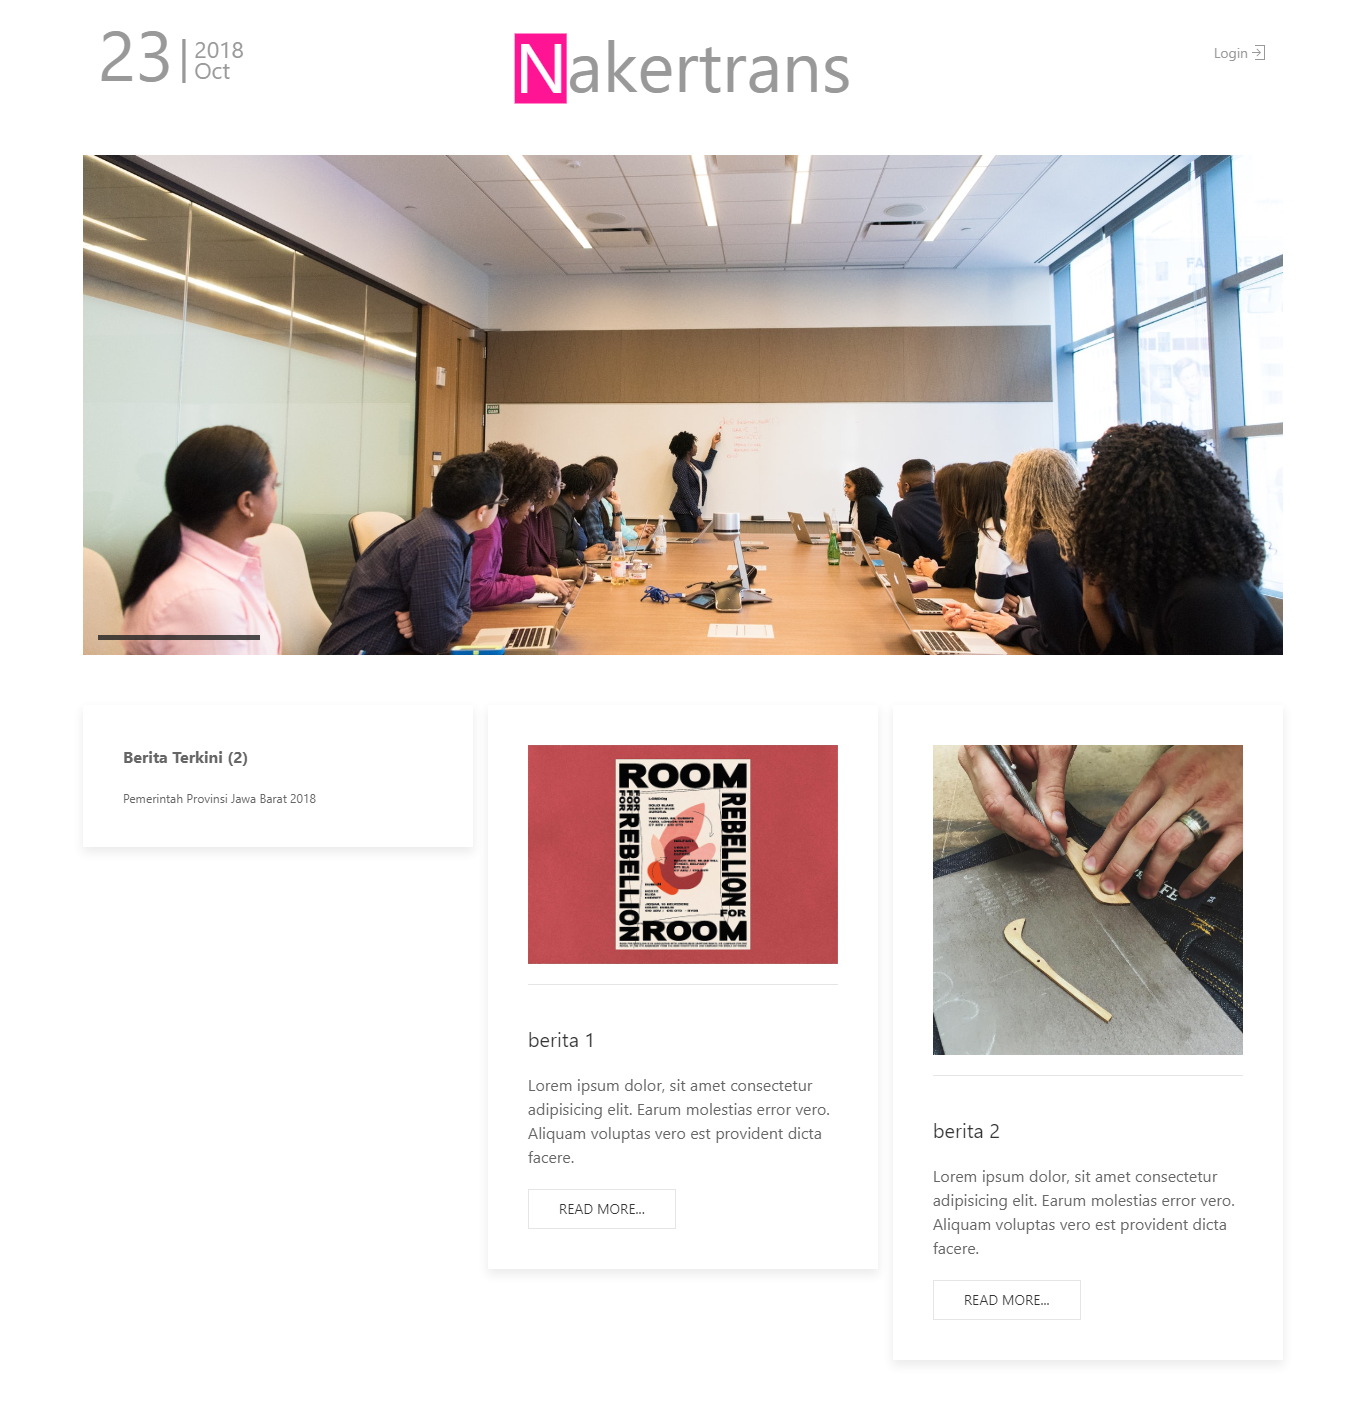 23 | 2018
Oct
Nakertrans
Login
Berita Terkini (2)
Pemerintah Provinsi Jawa Barat 2018
ROOM
FOR
REBELLION
REBELLION
FOR
ROOM
LONDON
BELFAST
DUBLIN
berita 1
Lorem ipsum dolor, sit amet consectetur
adipisicing elit. Earum molestias error vero.
Aliquam voluptas vero est provident dicta
facere.
READ MORE...
berita 2
Lorem ipsum dolor, sit amet consectetur
adipisicing elit. Earum molestias error vero.
Aliquam voluptas vero est provident dicta
facere.
READ MORE...